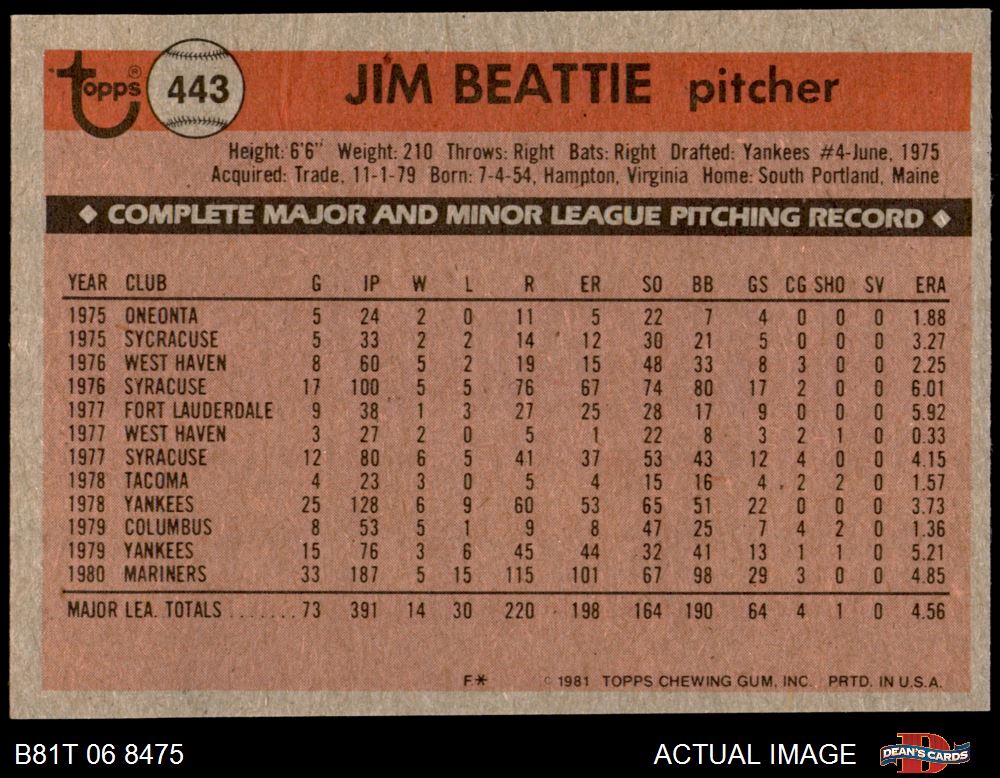 topps® 443 JIM BEATTIE pitcher
Height: 6'6" Weight: 210 Throws: Right Bats: Right Drafted: Yankees #4-June, 1975
Acquired: Trade, 11-1-79 Born: 7-4-54, Hampton, Virginia Home: South Portland, Maine
COMPLETE MAJOR AND MINOR LEAGUE PITCHING RECORD
YEAR CLUB G IP W L R ER SO BB GS CG SHO SV ERA
1975 ONEONTA 5 24 2 0 11 5 22 7 4 0 0 0 1.88
1975 SYCRACUSE 5 33 2 2 14 12 30 21 5 0 0 0 3.27
1976 WEST HAVEN 8 60 5 2 19 15 48 33 8 3 0 0 2.25
1976 SYRACUSE 17 100 5 5 76 67 74 80 17 2 0 0 6.01
1977 FORT LAUDERDALE 9 38 1 3 27 25 28 17 9 0 0 0 5.92
1977 WEST HAVEN 3 27 2 0 5 1 22 8 3 2 1 0 0.33
1977 SYRACUSE 12 80 6 5 41 37 53 43 12 4 0 0 4.15
1978 TACOMA 4 23 3 0 5 4 15 16 4 2 2 0 1.57
1978 YANKEES 25 128 6 9 60 53 65 51 22 0 0 0 3.73
1979 COLUMBUS 8 53 5 1 9 8 47 25 7 4 2 0 1.36
1979 YANKEES 15 76 3 6 45 44 32 41 13 1 1 0 5.21
1980 MARINERS 33 187 5 15 115 101 67 98 29 3 0 0 4.85
MAJOR LEA. TOTALS .......73 391 14 30 220 198 164 190 64 4 1 0 4.56
F* © 1981 TOPPS CHEWING GUM, INC. PRTD. IN U.S.A.
B81T 06 8475 ACTUAL IMAGE DEAN'S CARDS